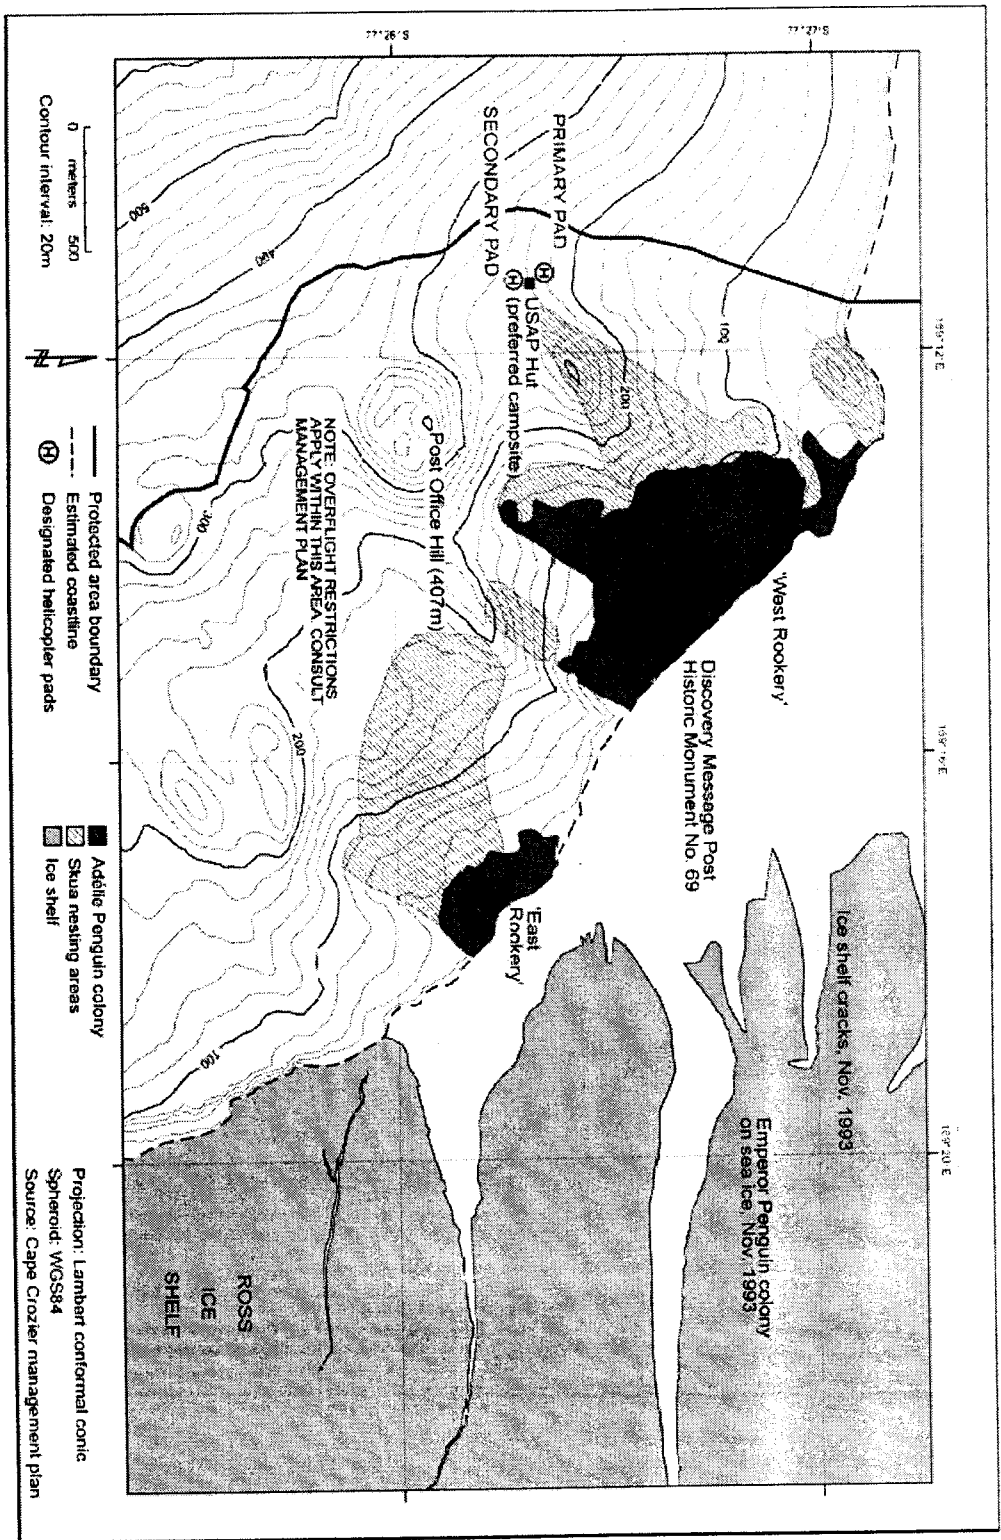 77°27' S
77°28' S
169°12' E
169°16' E
169°20' E
PRIMARY PAD
SECONDARY PAD
H
H
USAP Hut
(preferred campsite)
100
200
'West Rookery'
Discovery Message Post
Historic Monument No. 69
Ice shelf cracks, Nov. 1993
Emperor Penguin colony
on sea ice, Nov. 1993
'East
Rookery'
Post Office Hill (407m)
NOTE: OVERFLIGHT RESTRICTIONS
APPLY WITHIN THIS AREA CONSULT
MANAGEMENT PLAN
500
400
300
200
100
ROSS
ICE
SHELF
0 meters 500
Contour interval: 20m
N
Protected area boundary
Estimated coastline
H Designated helicopter pads
Adélie Penguin colony
Skua nesting areas
Ice shelf
Projection: Lambert conformal conic
Spheroid: WGS84
Source: Cape Crozier management plan